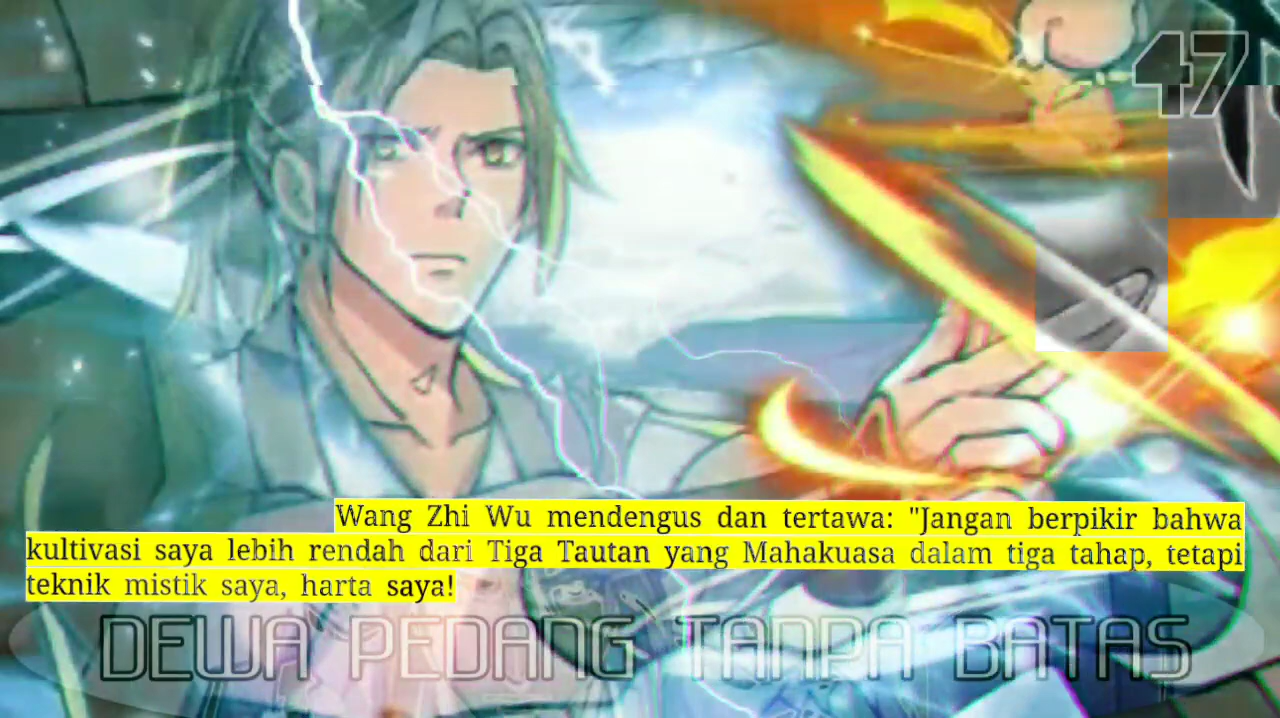 47
Wang Zhi Wu mendengus dan tertawa: "Jangan berpikir bahwa
kultivasi saya lebih rendah dari Tiga Tautan yang Mahakuasa dalam tiga tahap, tetapi
teknik mistik saya, harta saya!
DEWA PEDANG TANPA BATAS